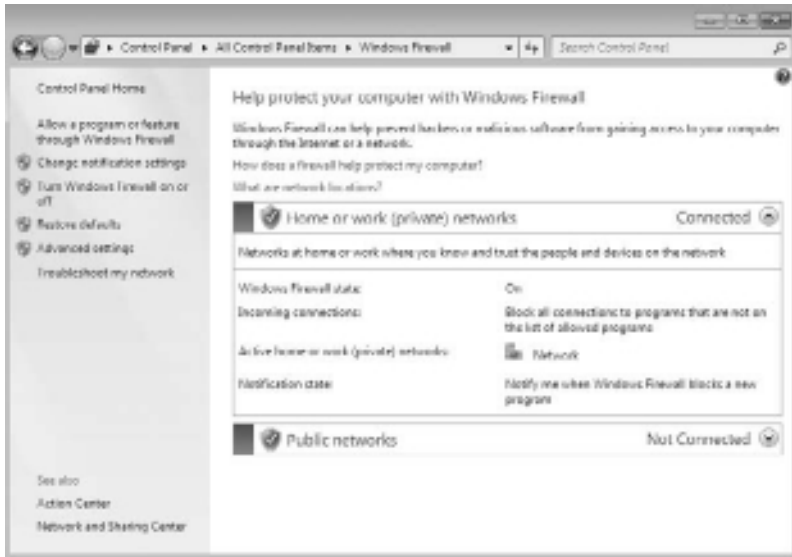 Control Panel ▸ All Control Panel Items ▸ Windows Firewall
Search Control Panel
Control Panel Home
Allow a program or feature
through Windows Firewall
Change notification settings
Turn Windows Firewall on or
off
Restore defaults
Advanced settings
Troubleshoot my network
See also
Action Center
Network and Sharing Center
Help protect your computer with Windows Firewall
Windows Firewall can help prevent hackers or malicious software from gaining access to your computer
through the Internet or a network.
How does a firewall help protect my computer?
What are network locations?
Home or work (private) networks Connected
Networks at home or work where you know and trust the people and devices on the network
Windows Firewall state: On
Incoming connections: Block all connections to programs that are not on
the list of allowed programs
Active home or work (private) networks: Network
Notification state: Notify me when Windows Firewall blocks a new
program
Public networks Not Connected